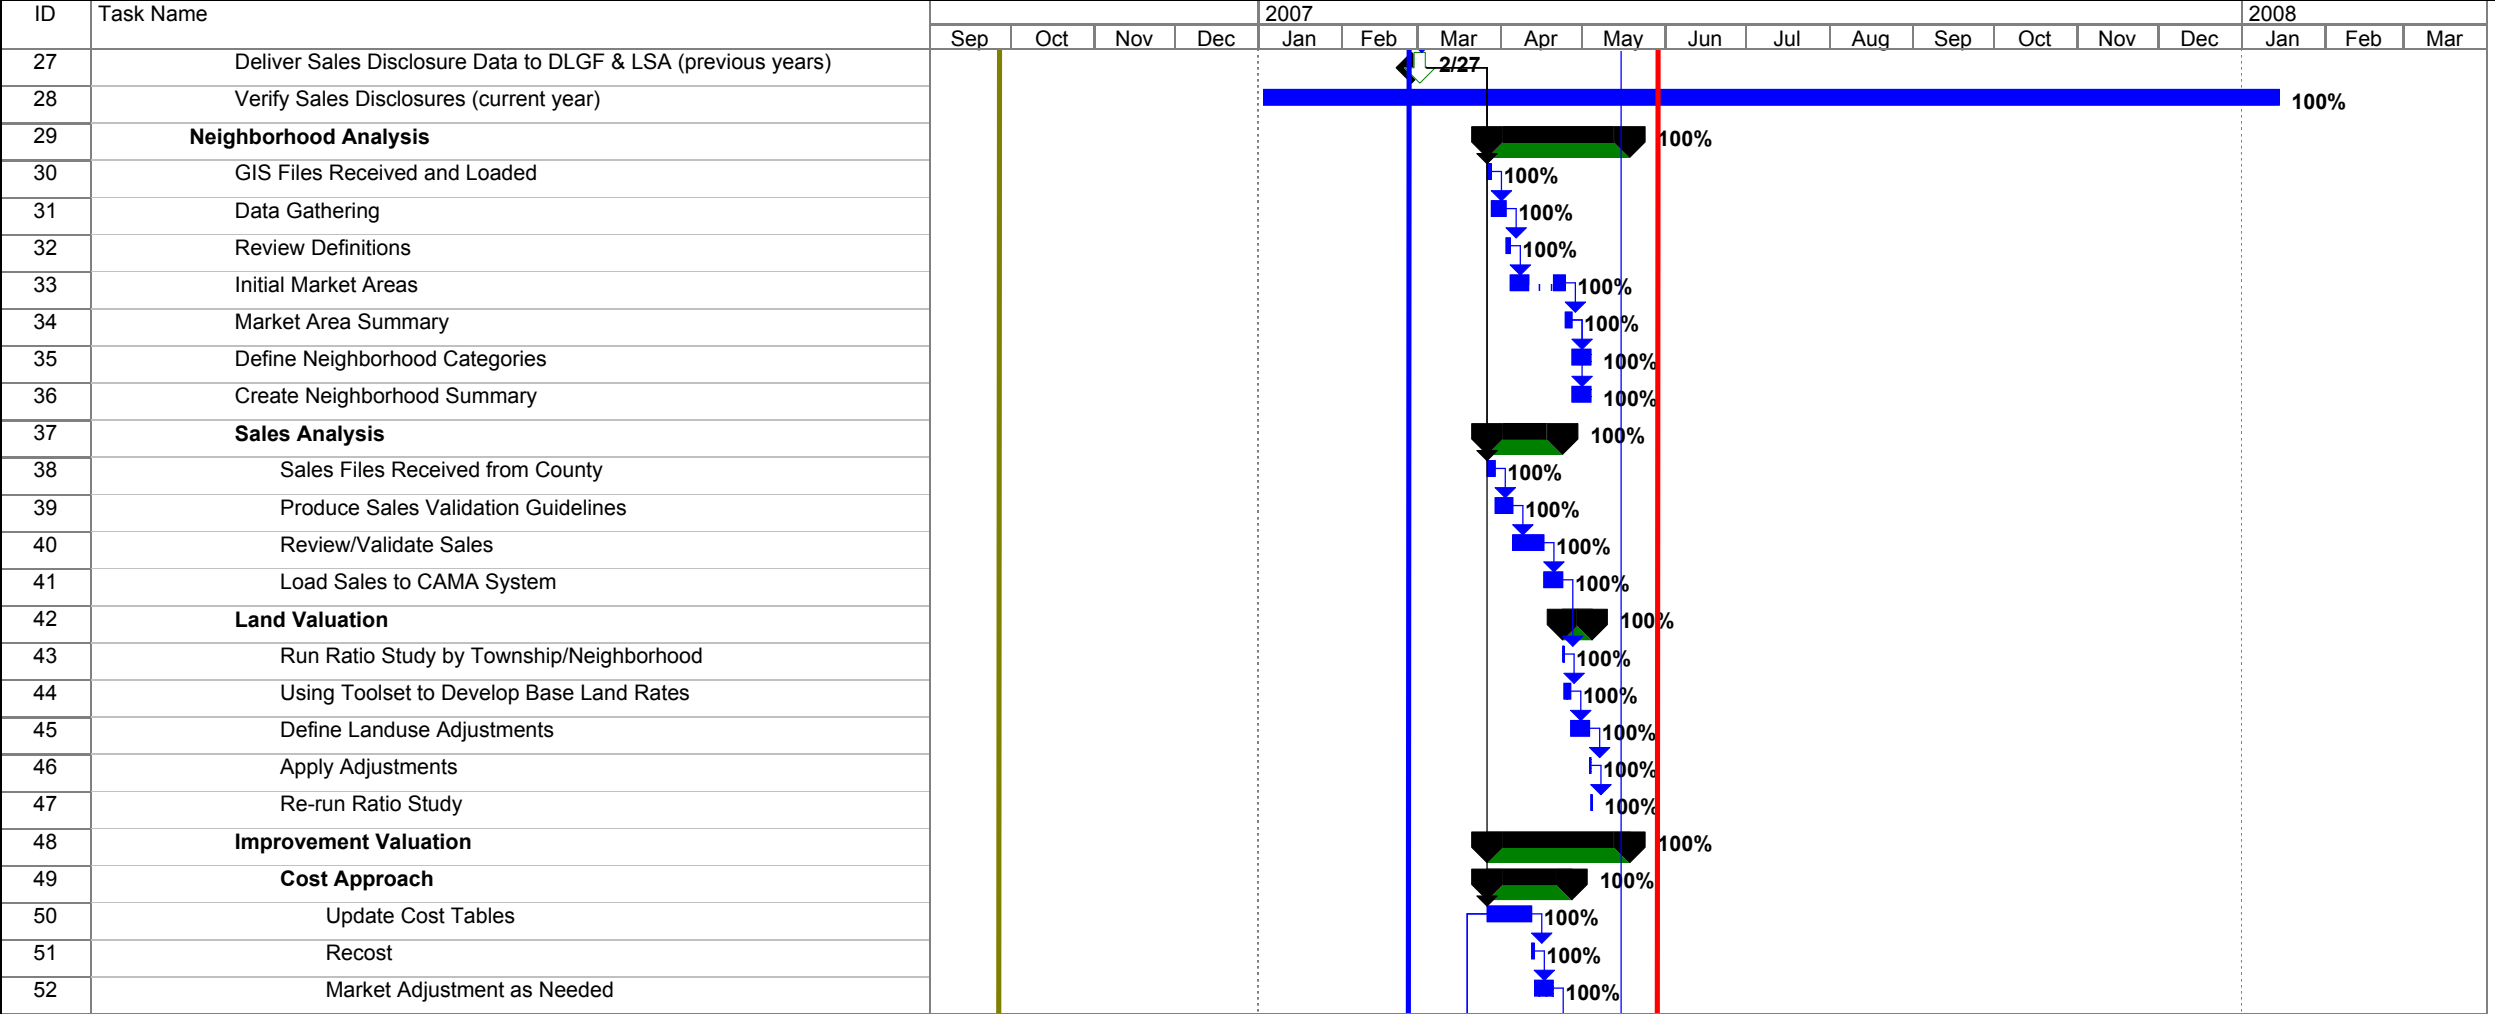 ID Task Name 2007 2008
Sep Oct Nov Dec Jan Feb Mar Apr May Jun Jul Aug Sep Oct Nov Dec Jan Feb Mar
27 Deliver Sales Disclosure Data to DLGF & LSA (previous years) 2/27
28 Verify Sales Disclosures (current year) 100%
29 Neighborhood Analysis 100%
30 GIS Files Received and Loaded 100%
31 Data Gathering 100%
32 Review Definitions 100%
33 Initial Market Areas 100%
34 Market Area Summary 100%
35 Define Neighborhood Categories 100%
36 Create Neighborhood Summary 100%
37 Sales Analysis 100%
38 Sales Files Received from County 100%
39 Produce Sales Validation Guidelines 100%
40 Review/Validate Sales 100%
41 Load Sales to CAMA System 100%
42 Land Valuation 100%
43 Run Ratio Study by Township/Neighborhood 100%
44 Using Toolset to Develop Base Land Rates 100%
45 Define Landuse Adjustments 100%
46 Apply Adjustments 100%
47 Re-run Ratio Study 100%
48 Improvement Valuation 100%
49 Cost Approach 100%
50 Update Cost Tables 100%
51 Recost 100%
52 Market Adjustment as Needed 100%